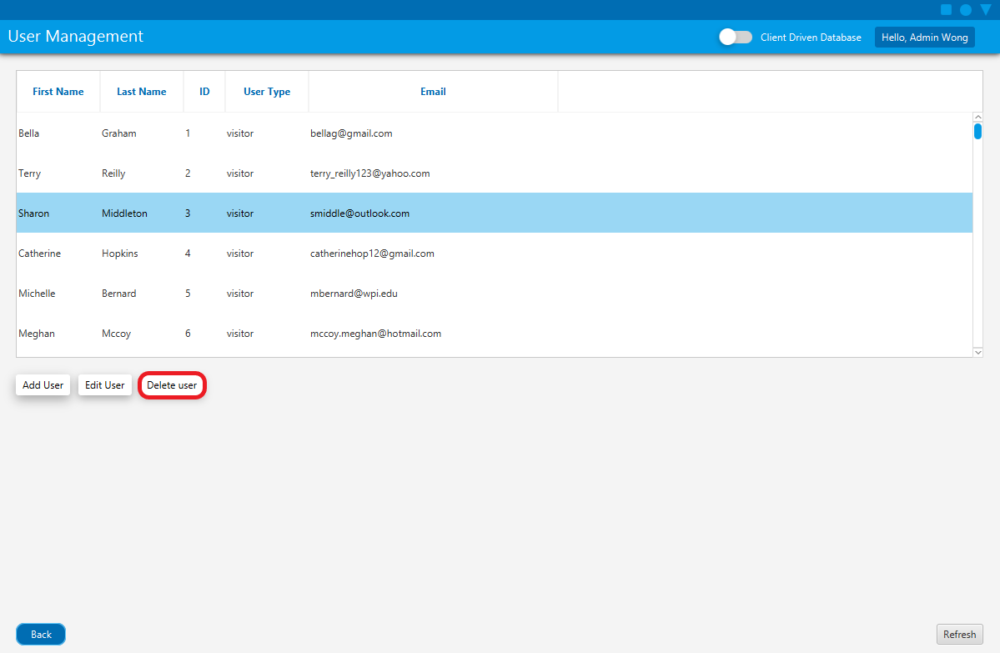 User Management
Client Driven Database
Hello, Admin Wong
First Name Last Name ID User Type Email
Bella Graham 1 visitor bellag@gmail.com
Terry Reilly 2 visitor terry_reilly123@yahoo.com
Sharon Middleton 3 visitor smiddle@outlook.com
Catherine Hopkins 4 visitor catherinehop12@gmail.com
Michelle Bernard 5 visitor mbernard@wpi.edu
Meghan Mccoy 6 visitor mccoy.meghan@hotmail.com
Add User Edit User Delete user
Back Refresh